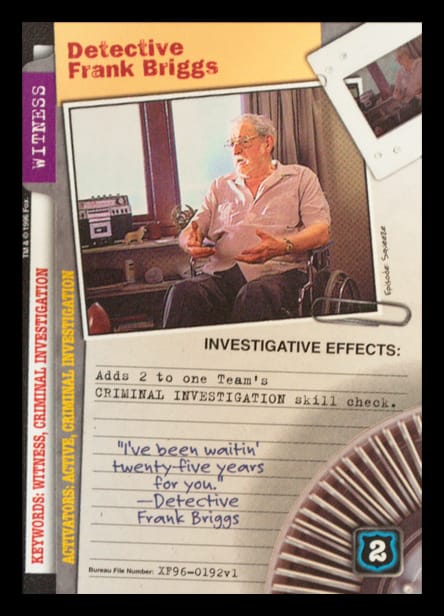 Detective
Frank Briggs
WITNESS
TM & © 1996 Fox.
KEYWORDS: WITNESS, CRIMINAL INVESTIGATION
ACTIVATORS: ACTIVE, CRIMINAL INVESTIGATION
Episode: Squeeze
INVESTIGATIVE EFFECTS:
Adds 2 to one Team's
CRIMINAL INVESTIGATION skill check.
"I've been waitin'
twenty-five years
for you."
—Detective
Frank Briggs
Bureau File Number: XF96-0192v1
2